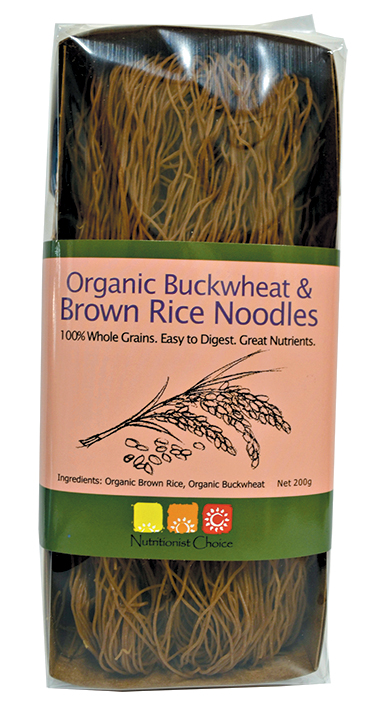 Organic Buckwheat &
Brown Rice Noodles
100% Whole Grains. Easy to Digest. Great Nutrients.
Ingredients: Organic Brown Rice, Organic Buckwheat Net 200g
Nutritionist Choice